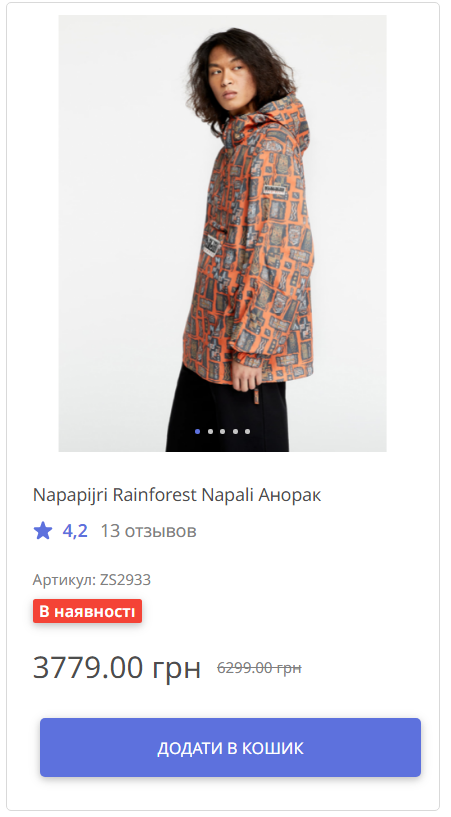 Napapijri Rainforest Napali Анорак
4,2 13 отзывов
Артикул: ZS2933
В наявності
3779.00 грн 6299.00 грн
ДОДАТИ В КОШИК